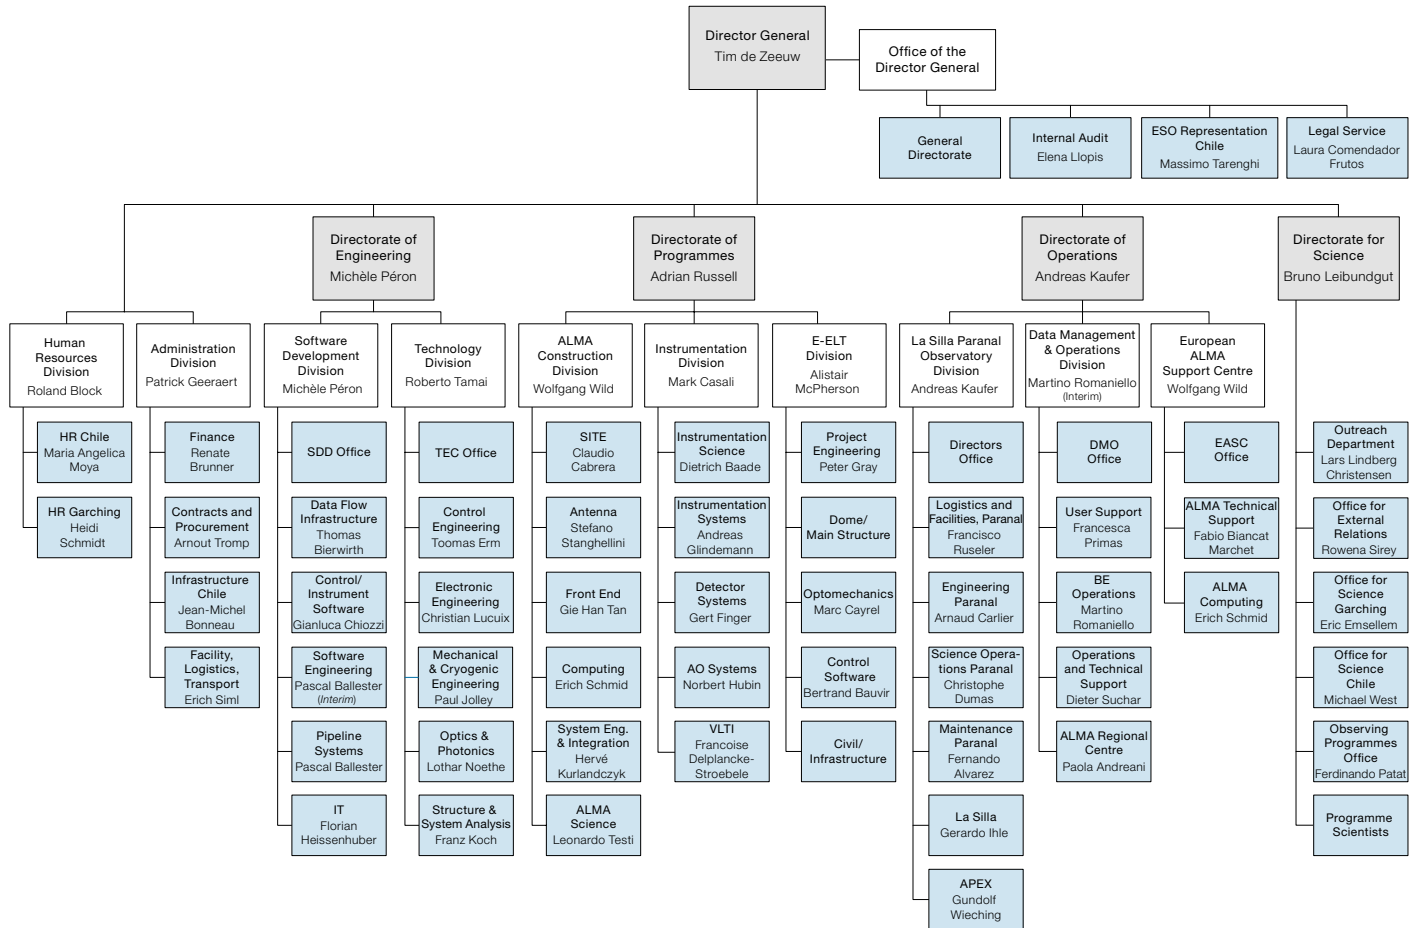 Director General
Tim de Zeeuw
Office of the
Director General
General
Directorate
Internal Audit
Elena Llopis
ESO Representation
Chile
Massimo Tarenghi
Legal Service
Laura Comendador
Frutos
Directorate of
Engineering
Michèle Péron
Directorate of
Programmes
Adrian Russell
Directorate of
Operations
Andreas Kaufer
Directorate for
Science
Bruno Leibundgut
Human
Resources
Division
Roland Block
Administration
Division
Patrick Geeraert
Software
Development
Division
Michèle Péron
Technology
Division
Roberto Tamai
ALMA
Construction
Division
Wolfgang Wild
Instrumentation
Division
Mark Casali
E-ELT
Division
Alistair
McPherson
La Silla Paranal
Observatory
Division
Andreas Kaufer
Data Management
& Operations
Division
Martino Romaniello
(Interim)
European
ALMA
Support Centre
Wolfgang Wild
HR Chile
Maria Angelica
Moya
HR Garching
Heidi
Schmidt
Finance
Renate
Brunner
Contracts and
Procurement
Arnout Tromp
Infrastructure
Chile
Jean-Michel
Bonneau
Facility,
Logistics,
Transport
Erich Siml
SDD Office
Data Flow
Infrastructure
Thomas
Bierwirth
Control/
Instrument
Software
Gianluca Chiozzi
Software
Engineering
Pascal Ballester
(Interim)
Pipeline
Systems
Pascal Ballester
IT
Florian
Heissenhuber
TEC Office
Control
Engineering
Toomas Erm
Electronic
Engineering
Christian Lucuix
Mechanical
& Cryogenic
Engineering
Paul Jolley
Optics &
Photonics
Lothar Noethe
Structure &
System Analysis
Franz Koch
SITE
Claudio
Cabrera
Antenna
Stefano
Stanghellini
Front End
Gie Han Tan
Computing
Erich Schmid
System Eng.
& Integration
Hervé
Kurlandczyk
ALMA
Science
Leonardo Testi
Instrumentation
Science
Dietrich Baade
Instrumentation
Systems
Andreas
Glindemann
Detector
Systems
Gert Finger
AO Systems
Norbert Hubin
VLTI
Francoise
Delplancke-
Stroebele
Project
Engineering
Peter Gray
Dome/
Main Structure
Optomechanics
Marc Cayrel
Control
Software
Bertrand Bauvir
Civil/
Infrastructure
Directors
Office
Logistics and
Facilities, Paranal
Francisco
Ruseler
Engineering
Paranal
Arnaud Carlier
Science Opera-
tions Paranal
Christophe
Dumas
Maintenance
Paranal
Fernando
Alvarez
La Silla
Gerardo Ihle
APEX
Gundolf
Wieching
DMO
Office
User Support
Francesca
Primas
BE
Operations
Martino
Romaniello
Operations
and Technical
Support
Dieter Suchar
ALMA Regional
Centre
Paola Andreani
EASC
Office
ALMA Technical
Support
Fabio Biancat
Marchet
ALMA
Computing
Erich Schmid
Outreach
Department
Lars Lindberg
Christensen
Office for
External
Relations
Rowena Sirey
Office for
Science
Garching
Eric Emsellem
Office for
Science
Chile
Michael West
Observing
Programmes
Office
Ferdinando Patat
Programme
Scientists